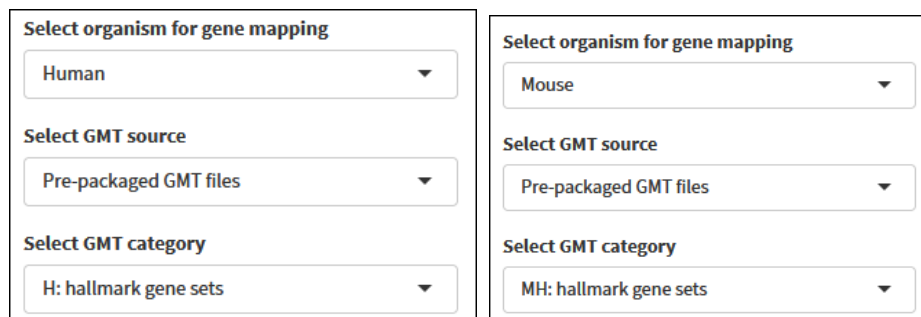 Select organism for gene mapping
Human
Select GMT source
Pre-packaged GMT files
Select GMT category
H: hallmark gene sets
Select organism for gene mapping
Mouse
Select GMT source
Pre-packaged GMT files
Select GMT category
MH: hallmark gene sets